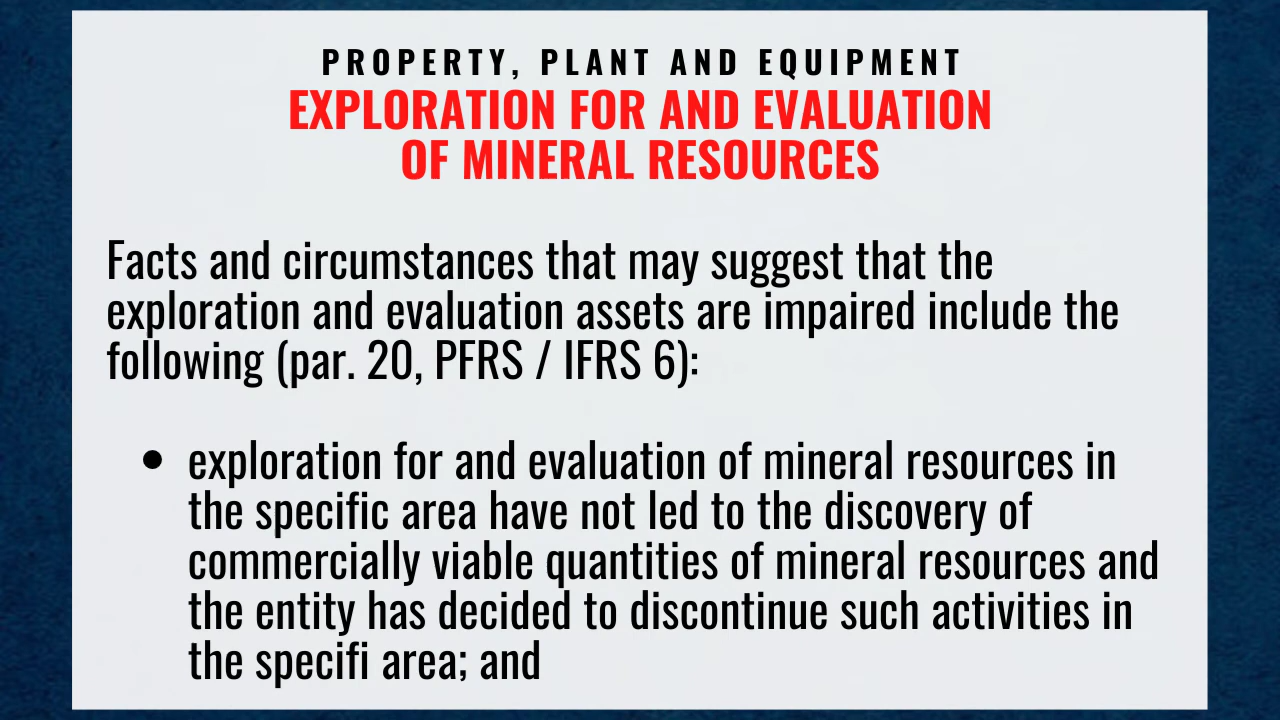 PROPERTY, PLANT AND EQUIPMENT
EXPLORATION FOR AND EVALUATION
OF MINERAL RESOURCES
Facts and circumstances that may suggest that the
exploration and evaluation assets are impaired include the
following (par. 20, PFRS / IFRS 6):
• exploration for and evaluation of mineral resources in
the specific area have not led to the discovery of
commercially viable quantities of mineral resources and
the entity has decided to discontinue such activities in
the specifi area; and